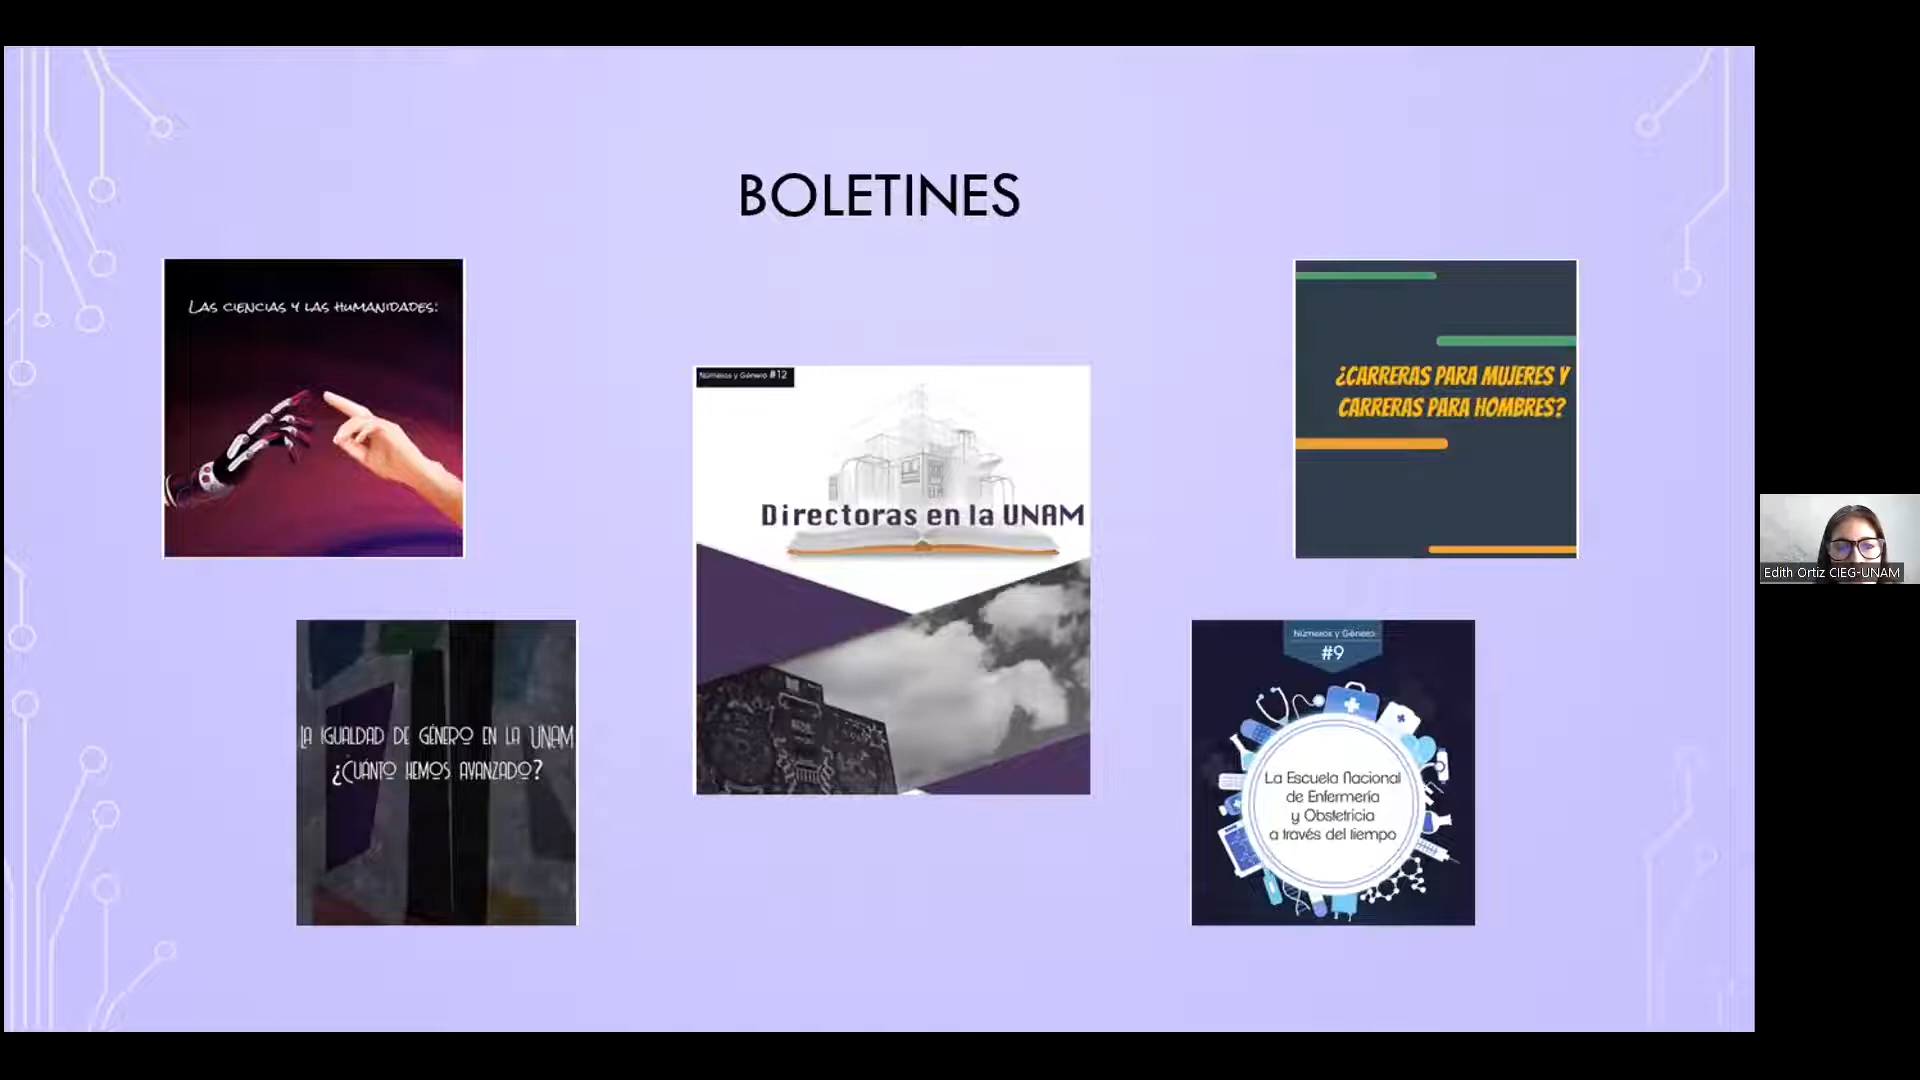 BOLETINES
Las ciencias y las humanidades:
Números y Género #12
Directoras en la UNAM
¿CARRERAS PARA MUJERES Y
CARRERAS PARA HOMBRES?
La igualdad de género en la UNAM
¿Cuánto hemos avanzado?
Números y Género
#9
La Escuela Nacional
de Enfermería
y Obstetricia
a través del tiempo
Edith Ortiz CIEG-UNAM